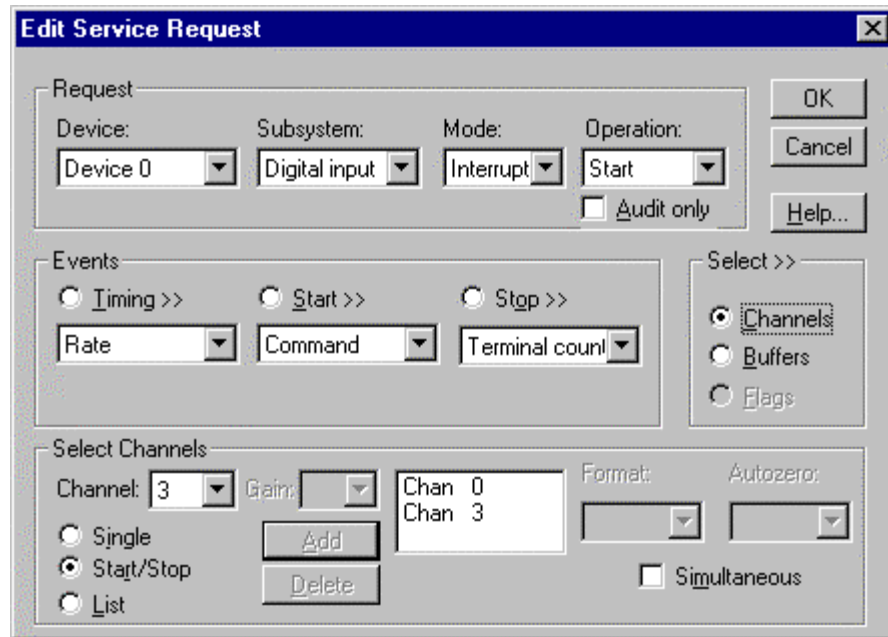 Edit Service Request
Request
OK
Device:
Subsystem:
Mode:
Operation:
Cancel
Device 0
Digital input
Interrupt
Start
Audit only
Help...
Events
Select >>
Timing >>
Start >>
Stop >>
Channels
Rate
Command
Terminal count
Buffers
Flags
Select Channels
Channel:
3
Gain:
Chan 0
Chan 3
Format:
Autozero:
Single
Add
Start/Stop
Delete
Simultaneous
List